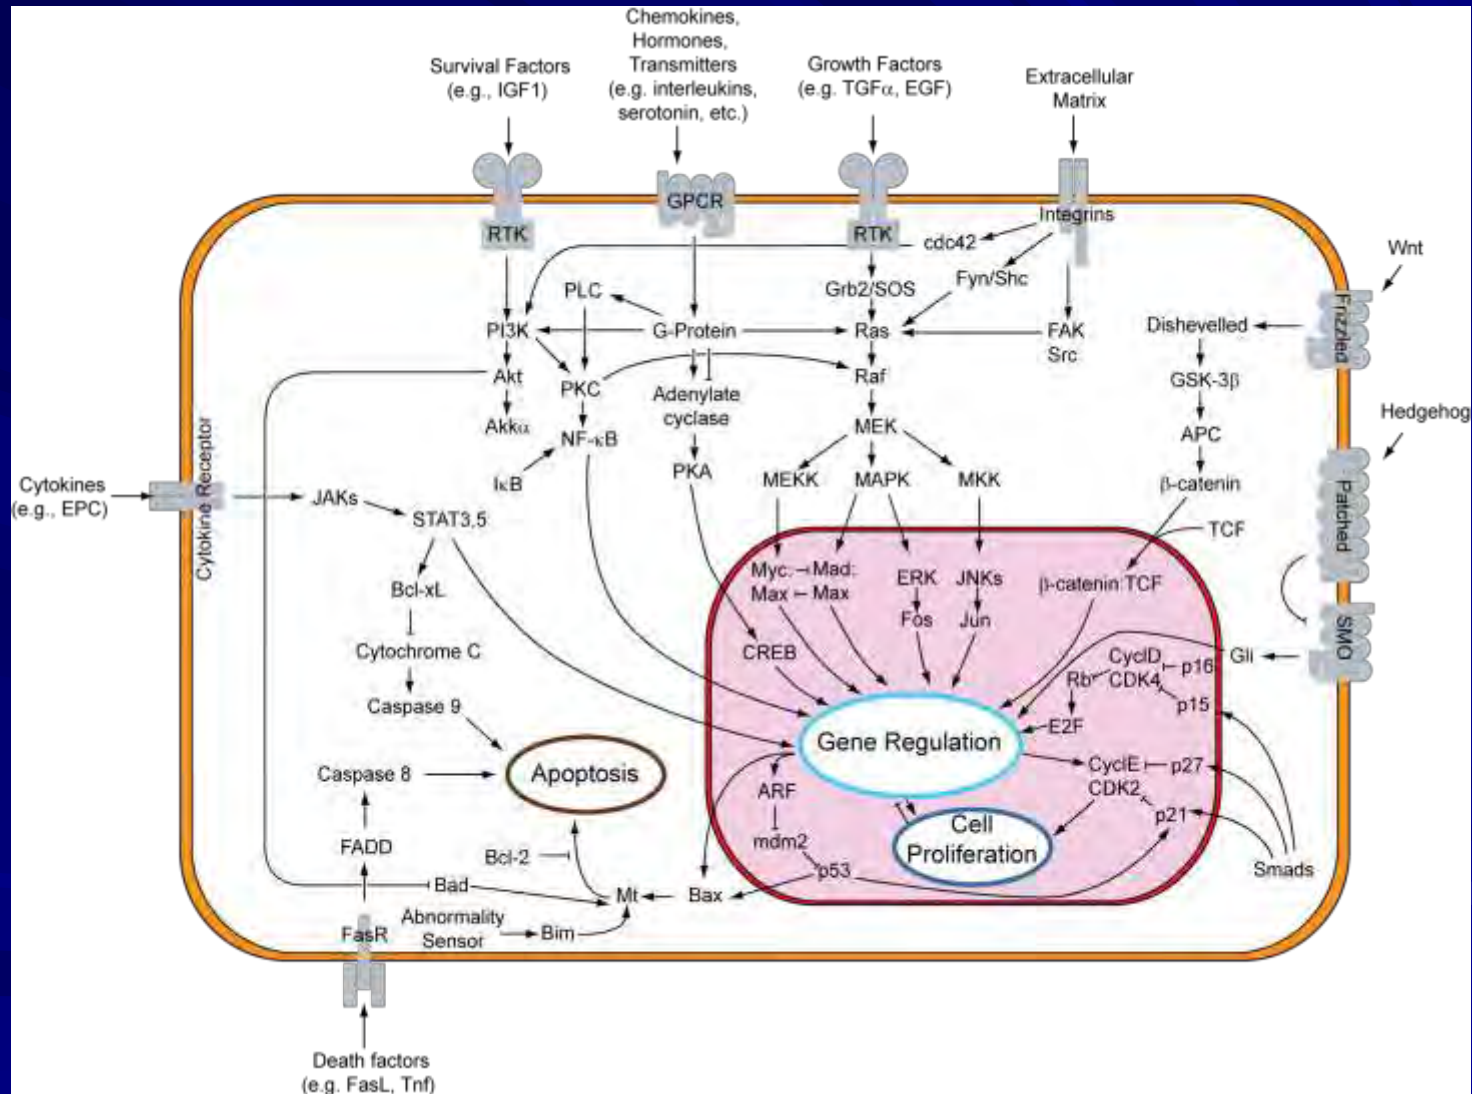 Chemokines,
Hormones,
Transmitters
(e.g. interleukins,
serotonin, etc.)
Survival Factors
(e.g., IGF1)
Growth Factors
(e.g. TGFα, EGF)
Extracellular
Matrix
GPCR
RTK
RTK
Integrins
cdc42
Wnt
Fyn/Shc
PLC
Grb2/SOS
Frizzled
PI3K
G-Protein
Ras
FAK
Src
Dishevelled
Akt
PKC
Adenylate
cyclase
Raf
GSK-3β
Hedgehog
Akkα
NF-κB
MEK
APC
Cytokines
(e.g., EPC)
Cytokine Receptor
JAKs
IκB
PKA
MEKK
MAPK
MKK
β-catenin
Patched
STAT3,5
TCF
Bcl-xL
Myc:
Mad:
Max
Max
ERK
JNKs
β-catenin:TCF
Fos
Jun
SMO
Cytochrome C
CREB
CyclD
CDK4
Rb
p16
Gli
Caspase 9
p15
E2F
Gene Regulation
Caspase 8
Apoptosis
ARF
CyclE
CDK2
p27
p21
FADD
Bcl-2
mdm2
Cell
Proliferation
p53
Smads
Bad
Mt
Bax
Abnormality
Sensor
Bim
FasR
Death factors
(e.g. FasL, Tnf)